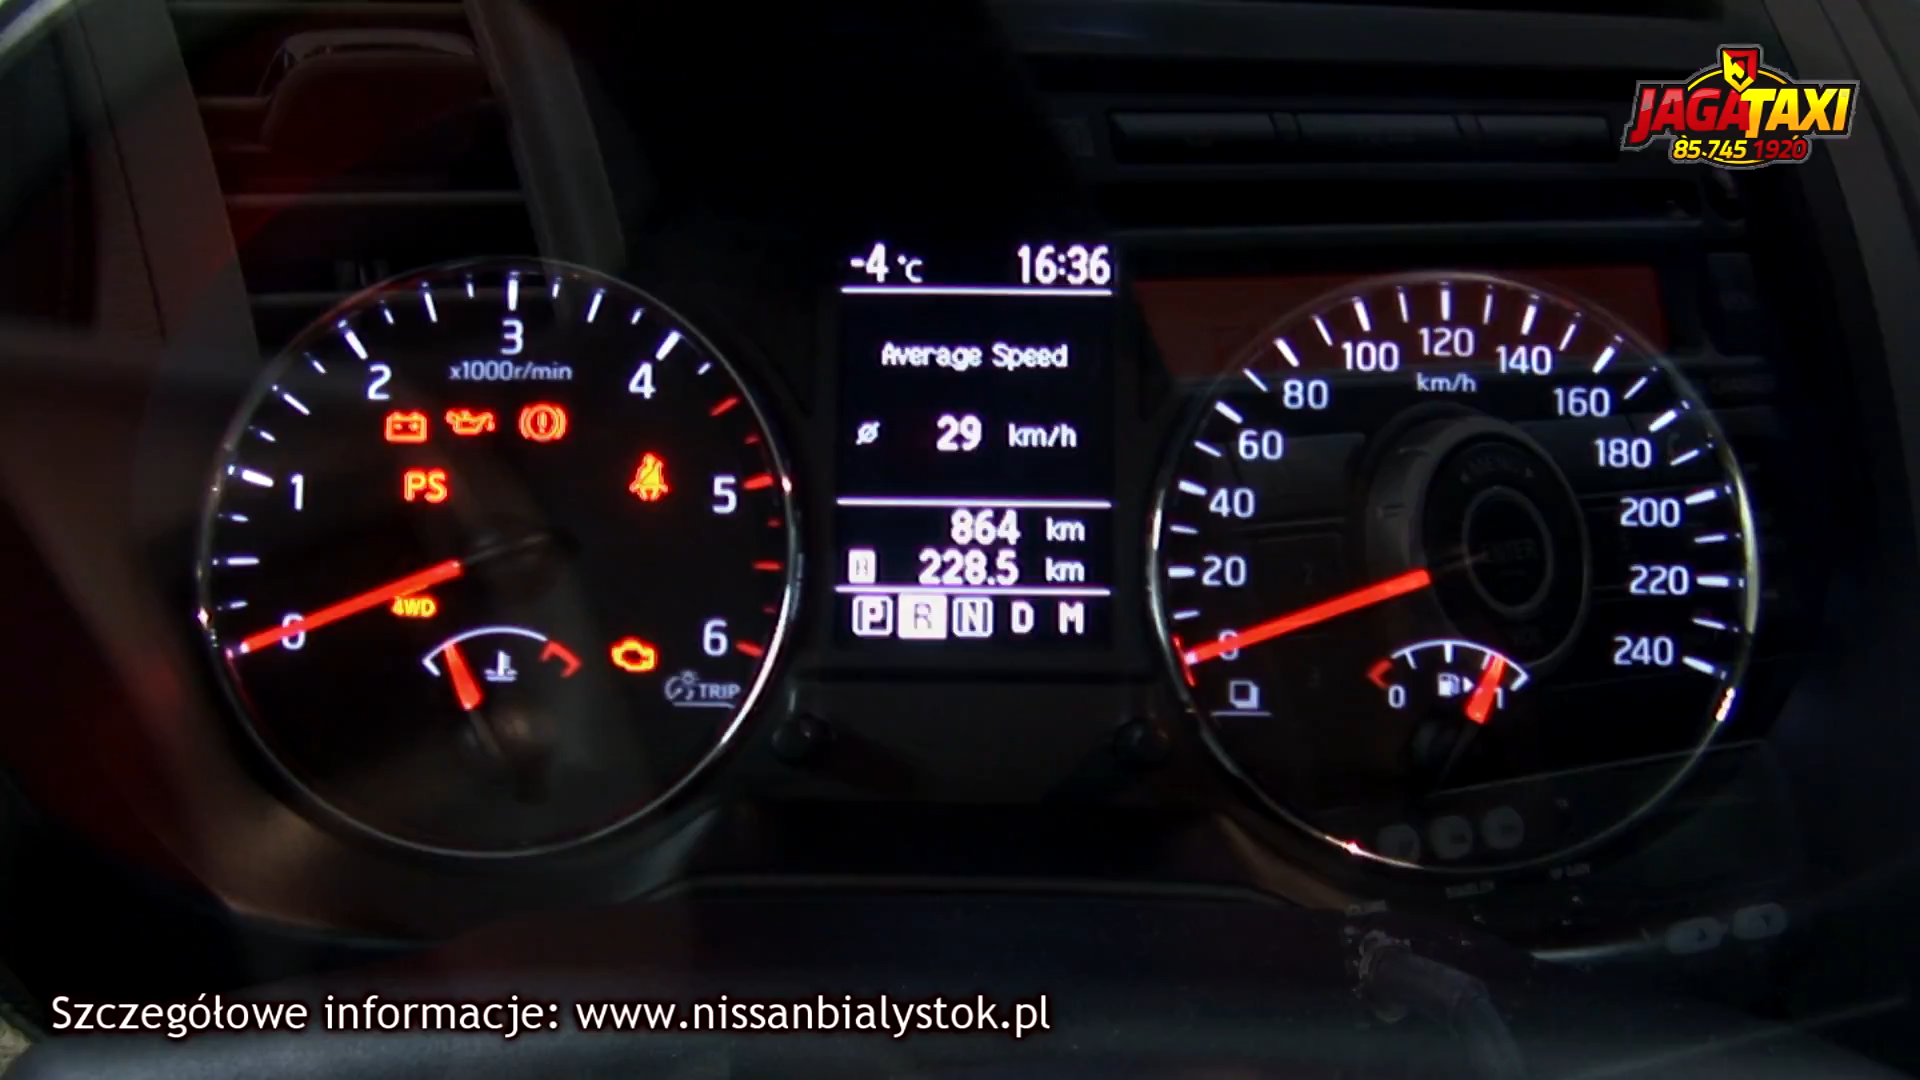 JAGA TAXI
85 745 1920
-4 °C 16:36
Average Speed
ø 29 km/h
864 km
B 228.5 km
P R N D M
0 1 2 3 4 5 6
x1000r/min
PS
4WD
TRIP
0 20 40 60 80 100 120 140 160 180 200 220 240
km/h
0 1
Szczegółowe informacje: www.nissanbialystok.pl